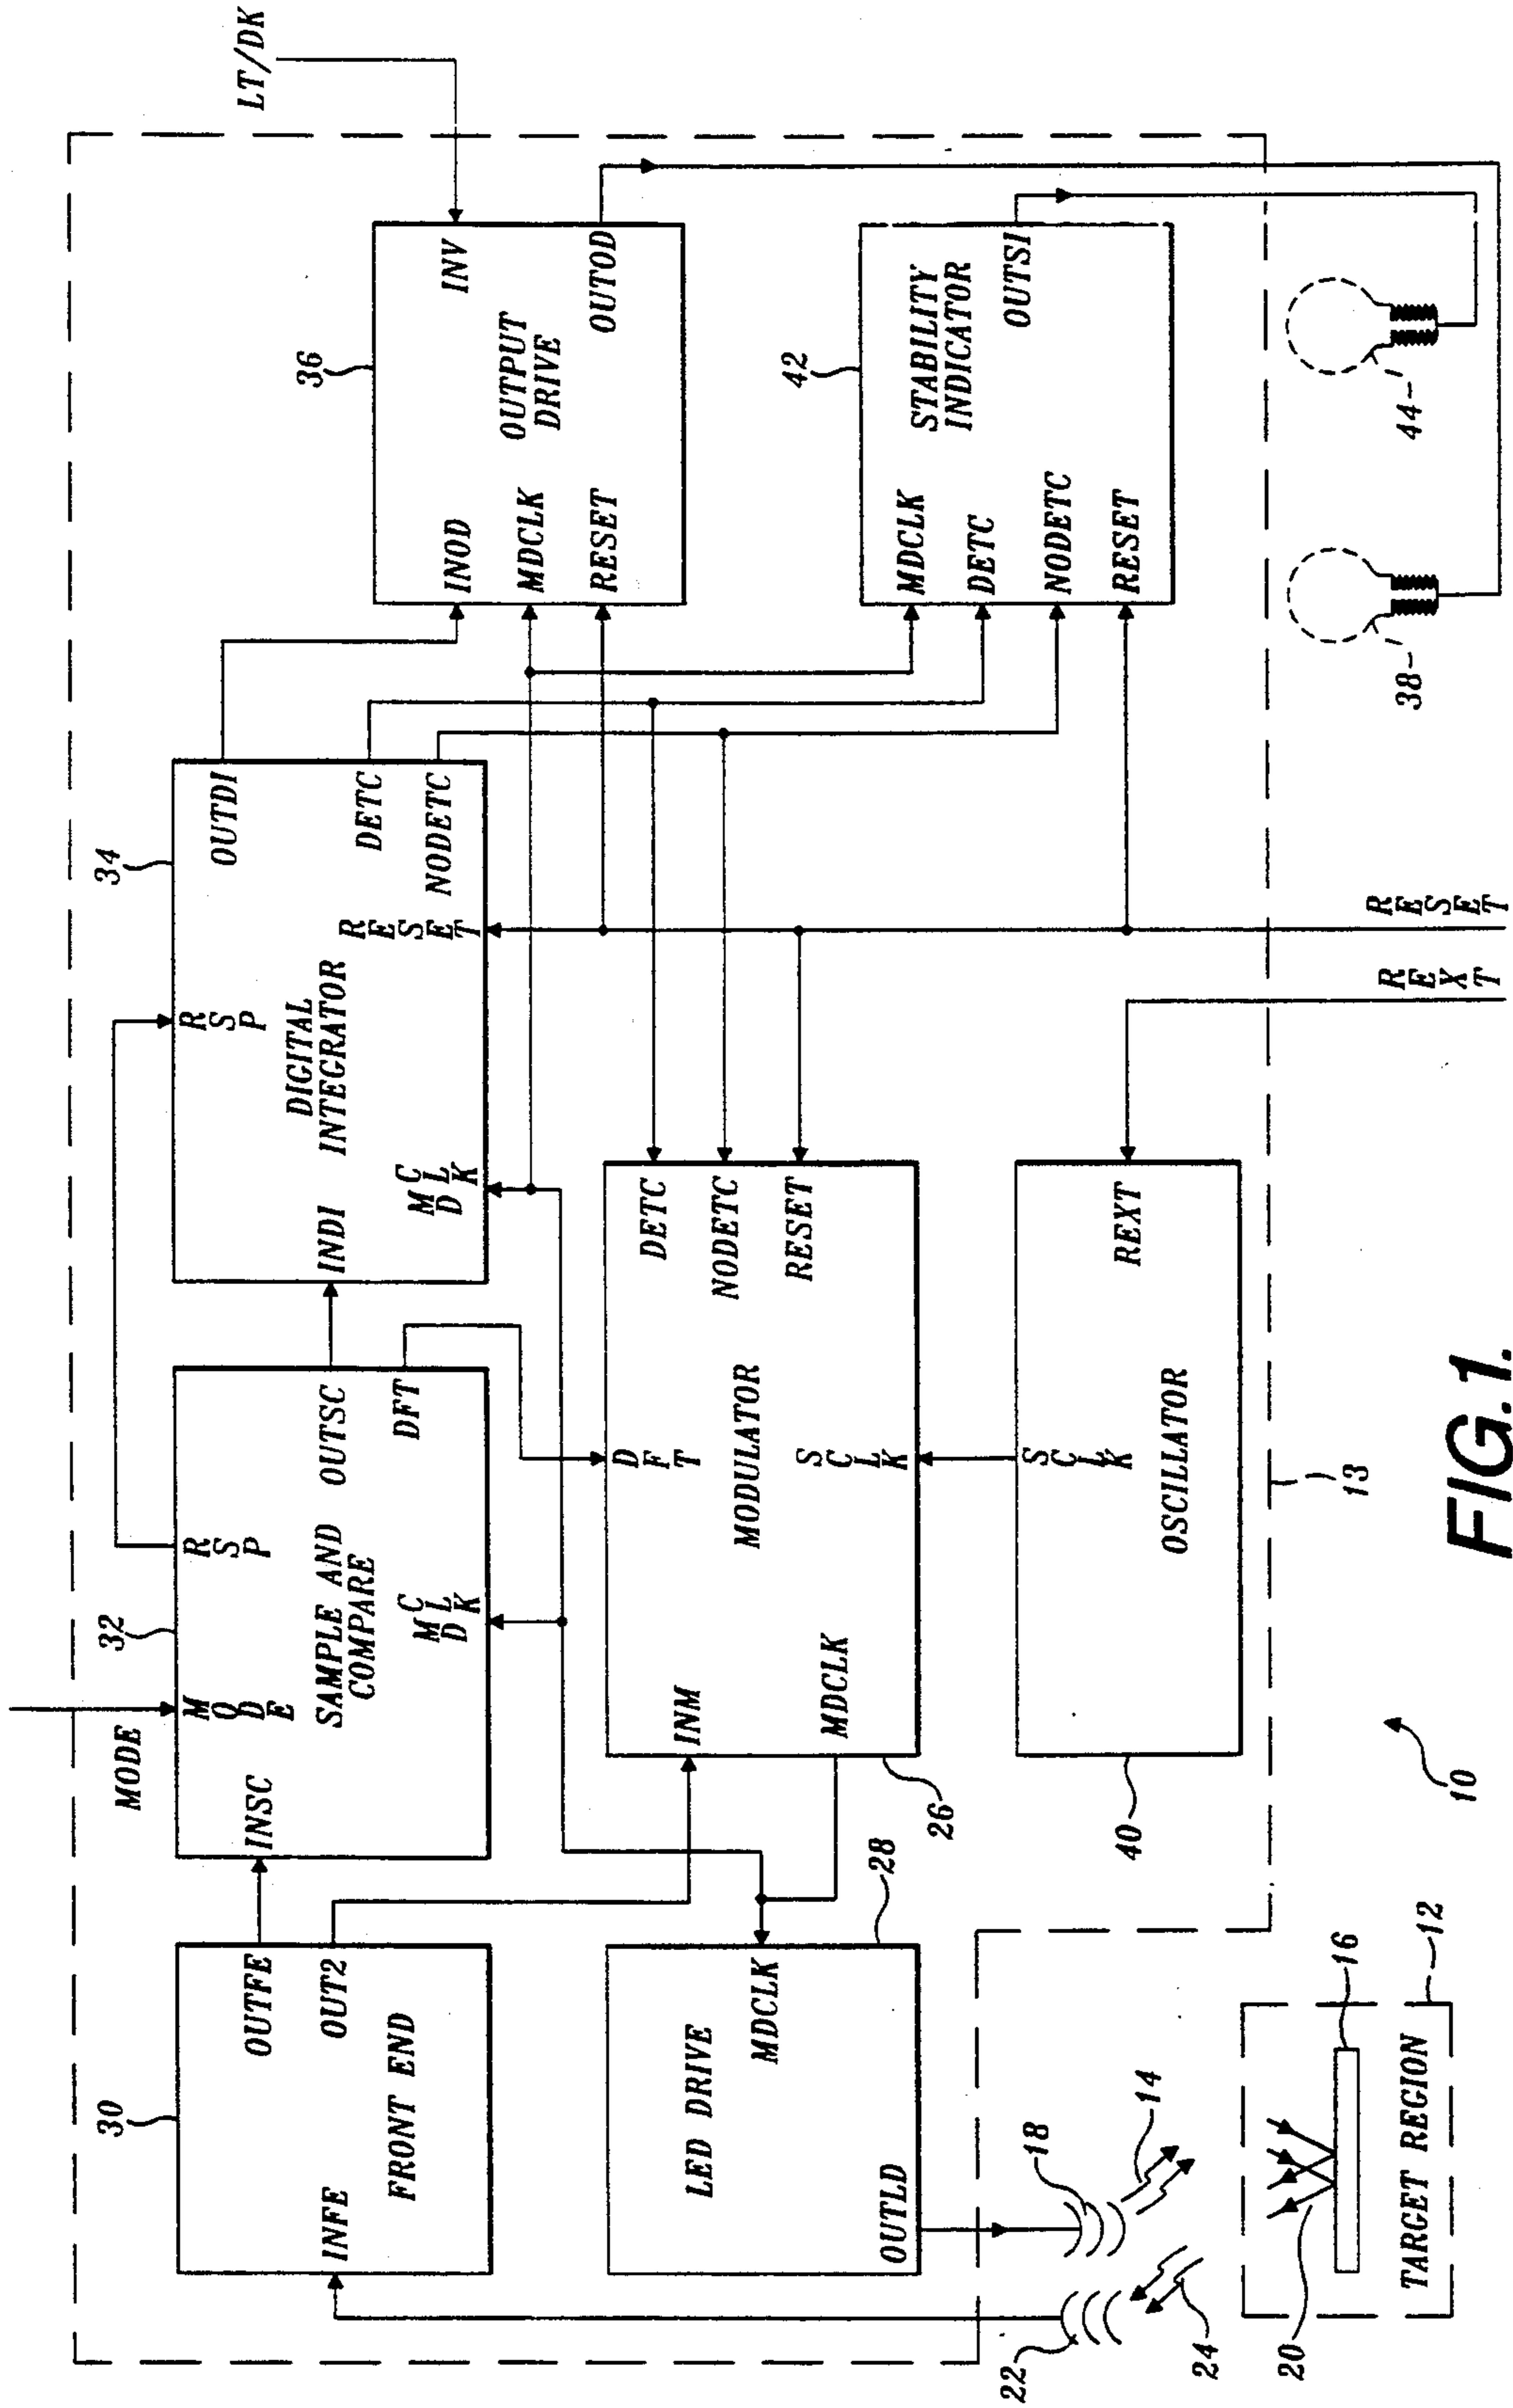 LT/DK
MODE
30
FRONT END
INFE
OUTFE
OUT2
32
SAMPLE AND
COMPARE
INSC
MODE
RSP
OUTSC
DFT
MDCLK
34
DIGITAL
INTEGRATOR
INDI
RSP
MDCLK
RESET
OUTDI
DETC
NODETC
36
OUTPUT
DRIVE
INOD
MDCLK
RESET
INV
OUTOD
28
LED DRIVE
MDCLK
OUTLD
26
MODULATOR
INM
MDCLK
DFT
SCLK
DETC
NODETC
RESET
42
STABILITY
INDICATOR
MDCLK
DETC
NODETC
RESET
OUTSI
40
OSCILLATOR
SCLK
REXT
22
24
18
14
20
16
12
TARGET REGION
10
13
REXT
RESET
38
44
FIG.1.